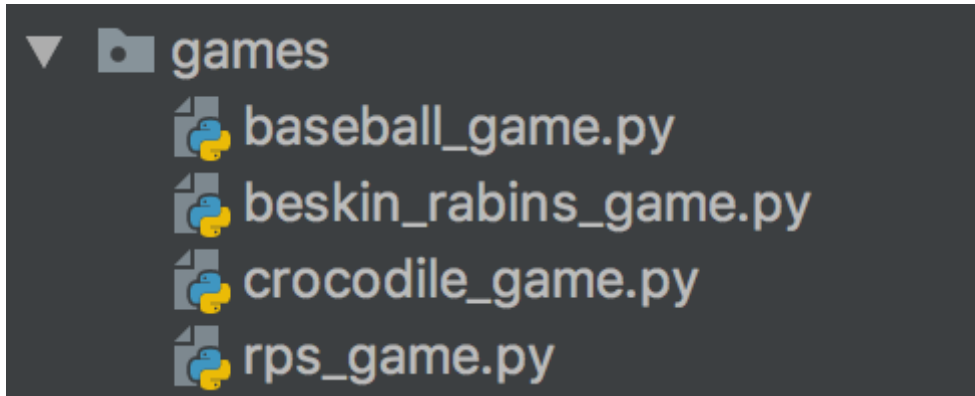 games
baseball_game.py
beskin_rabins_game.py
crocodile_game.py
rps_game.py